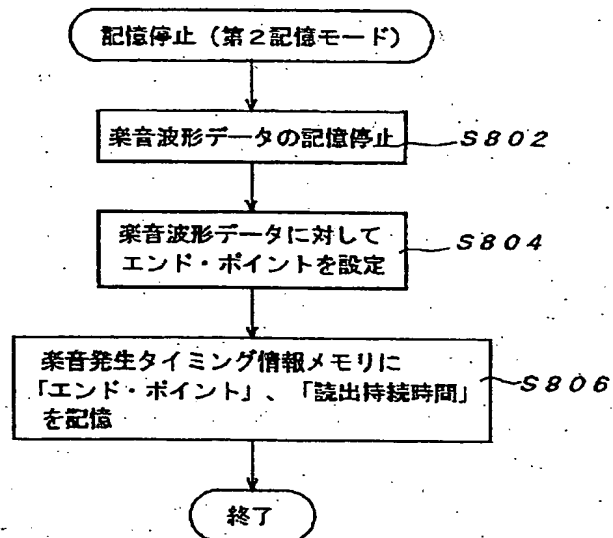 記憶停止（第２記憶モード）
楽音波形データの記憶停止
S802
楽音波形データに対して
エンド・ポイントを設定
S804
楽音発生タイミング情報メモリに
「エンド・ポイント」、「読出持続時間」
を記憶
S806
終了